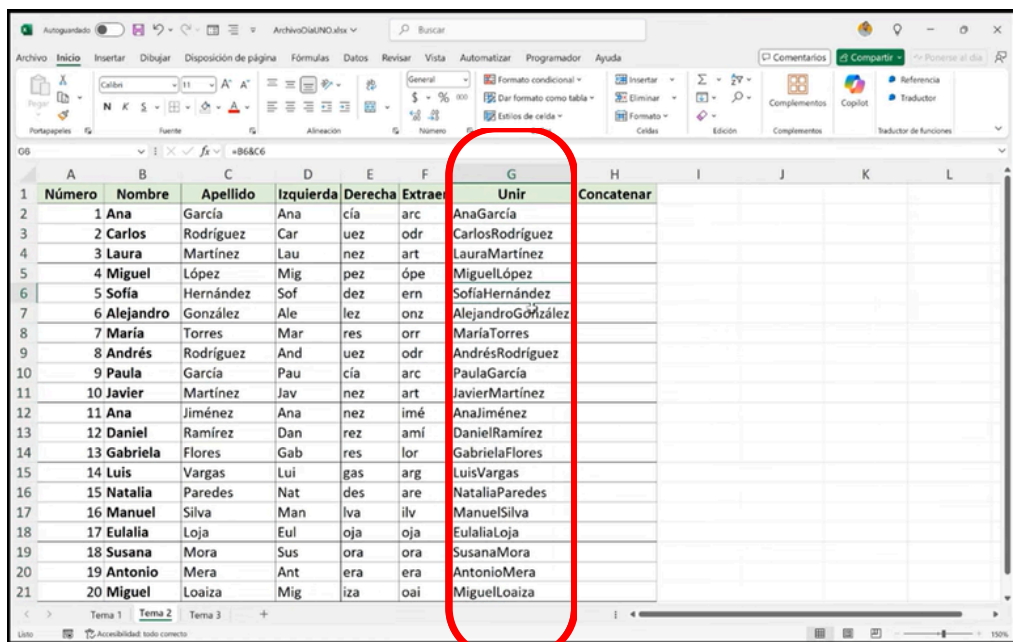 Autoguardado ArchivoDiaUNO.xlsx Buscar
Archivo Inicio Insertar Dibujar Disposición de página Fórmulas Datos Revisar Vista Automatizar Programador Ayuda Comentarios Compartir Ponerse al día
Pegar Calibri 11 General Formato condicional Insertar Referencia
N K S $ % 000 Dar formato como tabla Eliminar Complementos Copilot Traductor
Estilos de celda Formato
Portapapeles Fuente Alineación Número Celdas Edición Complementos Traductor de funciones
G6 fx =B6&C6
A B C D E F G H I J K L
1 Número Nombre Apellido Izquierda Derecha Extraer Unir Concatenar
2 1 Ana García Ana cía arc AnaGarcía
3 2 Carlos Rodríguez Car uez odr CarlosRodríguez
4 3 Laura Martínez Lau nez art LauraMartínez
5 4 Miguel López Mig pez ópe MiguelLópez
6 5 Sofía Hernández Sof dez ern SofíaHernández
7 6 Alejandro González Ale lez onz AlejandroGonzález
8 7 María Torres Mar res orr MaríaTorres
9 8 Andrés Rodríguez And uez odr AndrésRodríguez
10 9 Paula García Pau cía arc PaulaGarcía
11 10 Javier Martínez Jav nez art JavierMartínez
12 11 Ana Jiménez Ana nez imé AnaJiménez
13 12 Daniel Ramírez Dan rez amí DanielRamírez
14 13 Gabriela Flores Gab res lor GabrielaFlores
15 14 Luis Vargas Lui gas arg LuisVargas
16 15 Natalia Paredes Nat des are NataliaParedes
17 16 Manuel Silva Man lva ilv ManuelSilva
18 17 Eulalia Loja Eul oja oja EulaliaLoja
19 18 Susana Mora Sus ora ora SusanaMora
20 19 Antonio Mera Ant era era AntonioMera
21 20 Miguel Loaiza Mig iza oai MiguelLoaiza
Tema 1 Tema 2 Tema 3 +
Listo Accesibilidad: todo correcto 150%